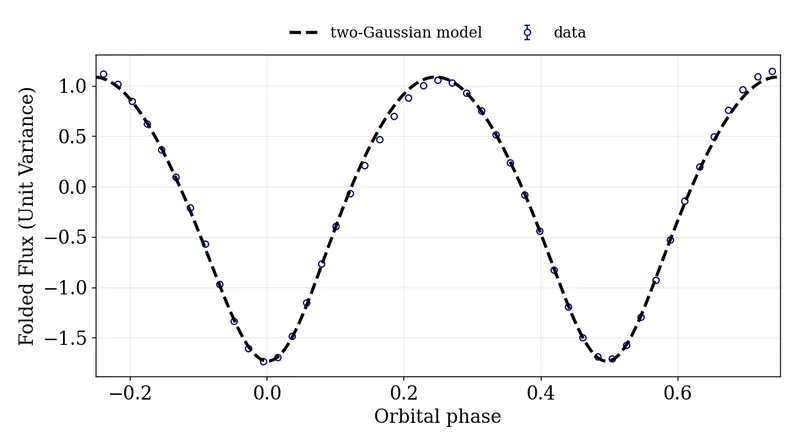 two-Gaussian model
data
Folded Flux (Unit Variance)
1.0
0.5
0.0
−0.5
−1.0
−1.5
−0.2
0.0
0.2
0.4
0.6
Orbital phase